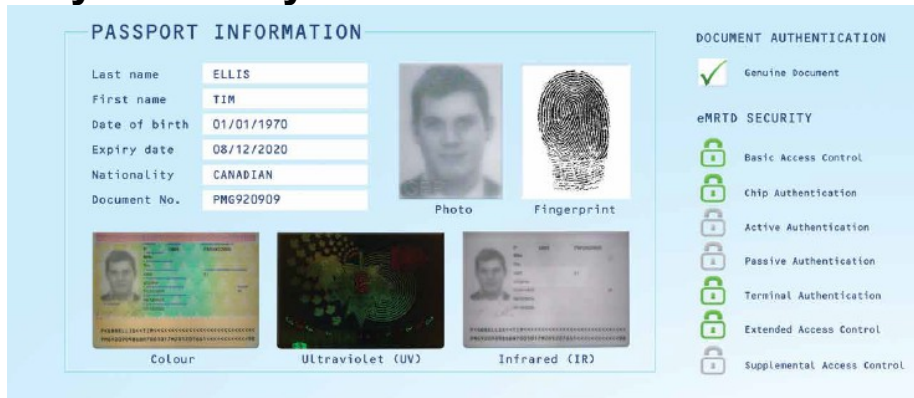 PASSPORT INFORMATION
Last name ELLIS
First name TIM
Date of birth 01/01/1970
Expiry date 08/12/2020
Nationality CANADIAN
Document No. PMG920909
Photo
Fingerprint
Colour
Ultraviolet (UV)
Infrared (IR)
DOCUMENT AUTHENTICATION
Genuine Document
eMRTD SECURITY
Basic Access Control
Chip Authentication
Active Authentication
Passive Authentication
Terminal Authentication
Extended Access Control
Supplemental Access Control